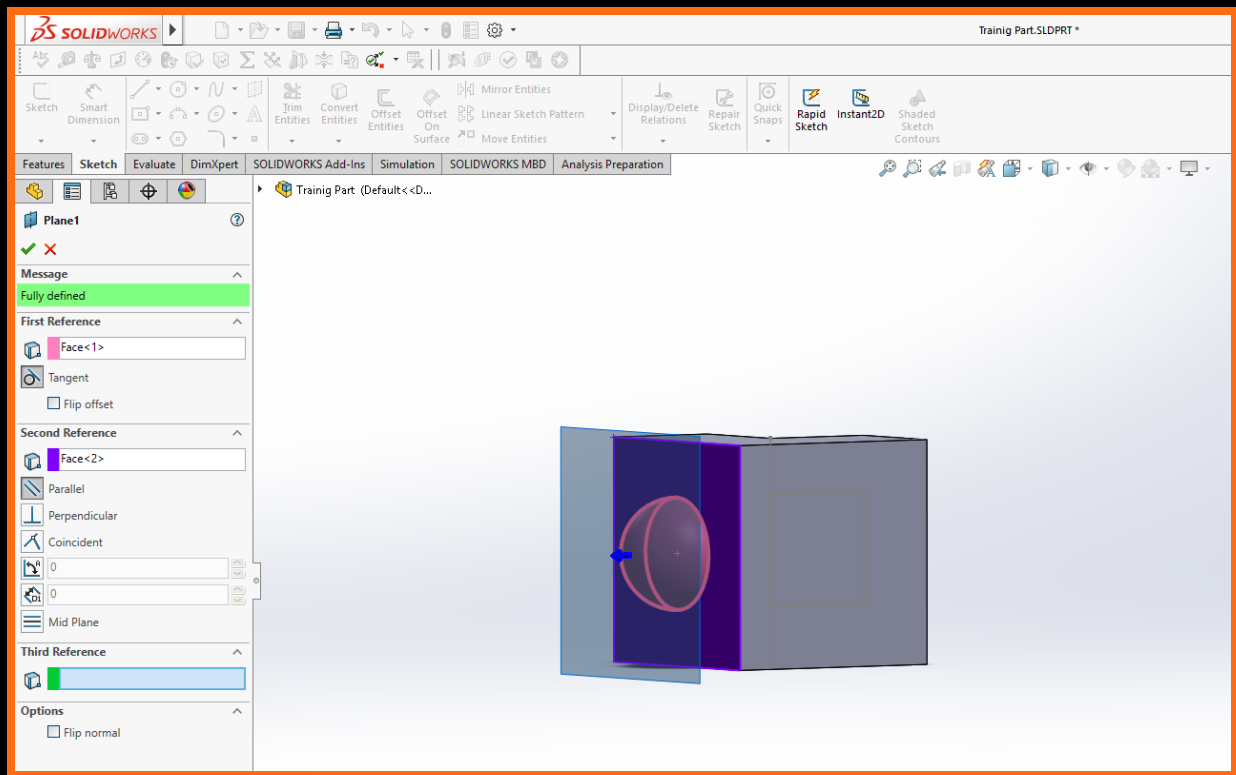 SOLIDWORKS
Trainig Part.SLDPRT *
Sketch
Smart Dimension
Trim Entities
Convert Entities
Offset Entities
Offset On Surface
Mirror Entities
Linear Sketch Pattern
Move Entities
Display/Delete Relations
Repair Sketch
Quick Snaps
Rapid Sketch
Instant2D
Shaded Sketch Contours
Features Sketch Evaluate DimXpert SOLIDWORKS Add-Ins Simulation SOLIDWORKS MBD Analysis Preparation
Trainig Part (Default<<D...
Plane1
Message
Fully defined
First Reference
Face<1>
Tangent
Flip offset
Second Reference
Face<2>
Parallel
Perpendicular
Coincident
0
0
Mid Plane
Third Reference
Options
Flip normal